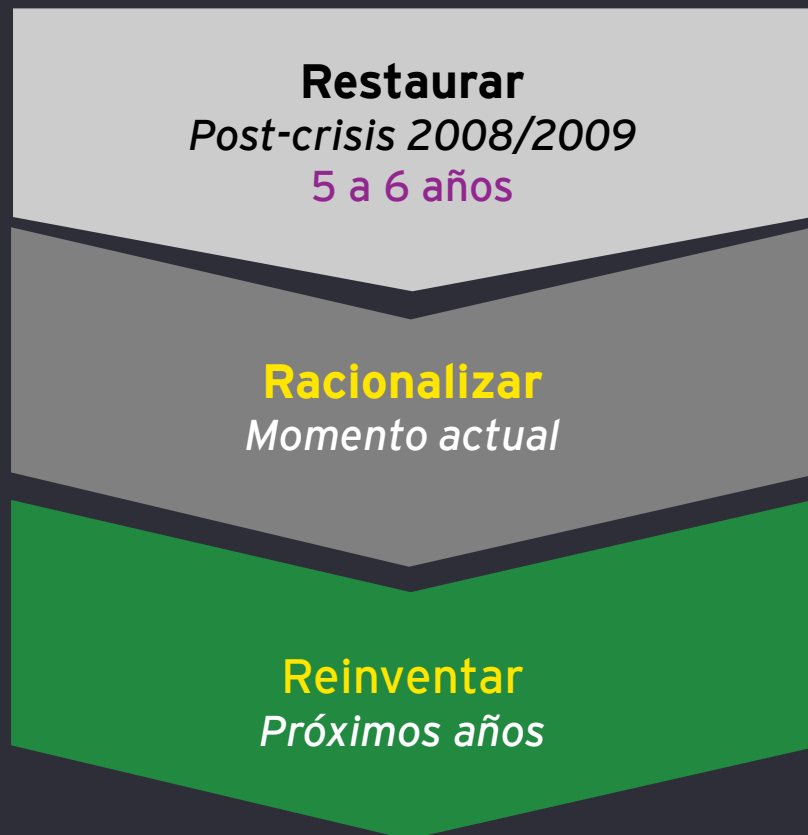 Restaurar
Post-crisis 2008/2009
5 a 6 años
Racionalizar
Momento actual
Reinventar
Próximos años